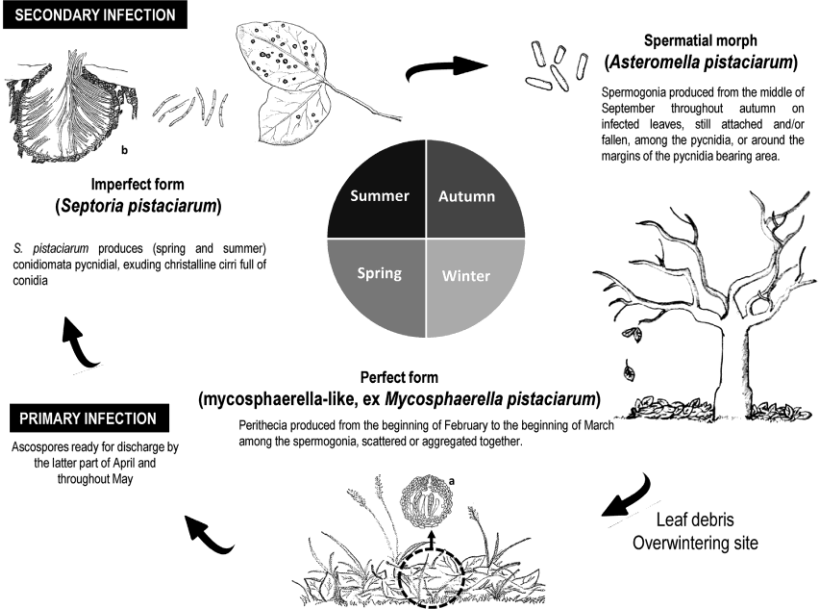 SECONDARY INFECTION
b
Imperfect form
(Septoria pistaciarum)
S. pistaciarum produces (spring and summer)
conidiomata pycnidial, exuding christalline cirri full of
conidia
Spermatial morph
(Asteromella pistaciarum)
Spermogonia produced from the middle of
September throughout autumn on
infected leaves, still attached and/or
fallen, among the pycnidia, or around the
margins of the pycnidia bearing area.
Summer
Autumn
Spring
Winter
Perfect form
(mycosphaerella-like, ex Mycosphaerella pistaciarum)
Perithecia produced from the beginning of February to the beginning of March
among the spermogonia, scattered or aggregated together.
a
PRIMARY INFECTION
Ascospores ready for discharge by
the latter part of April and
throughout May
Leaf debris
Overwintering site